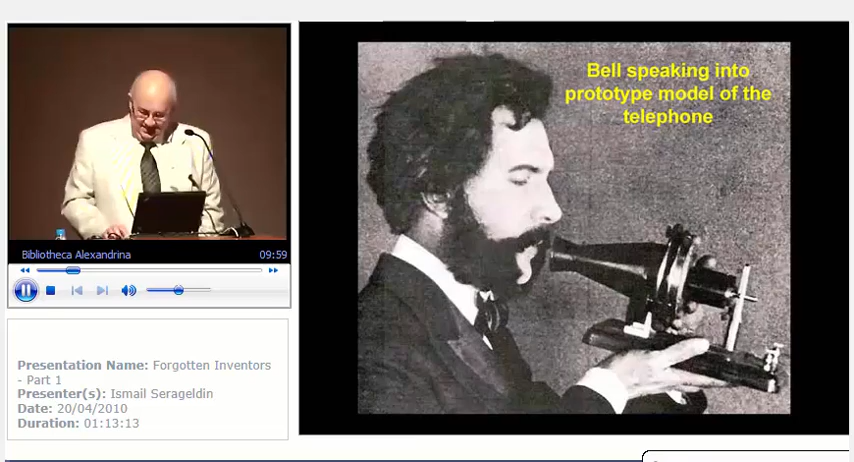 Bell speaking into
prototype model of the
telephone
Bibliotheca Alexandrina 09:59
Presentation Name: Forgotten Inventors
- Part 1
Presenter(s): Ismail Serageldin
Date: 20/04/2010
Duration: 01:13:13